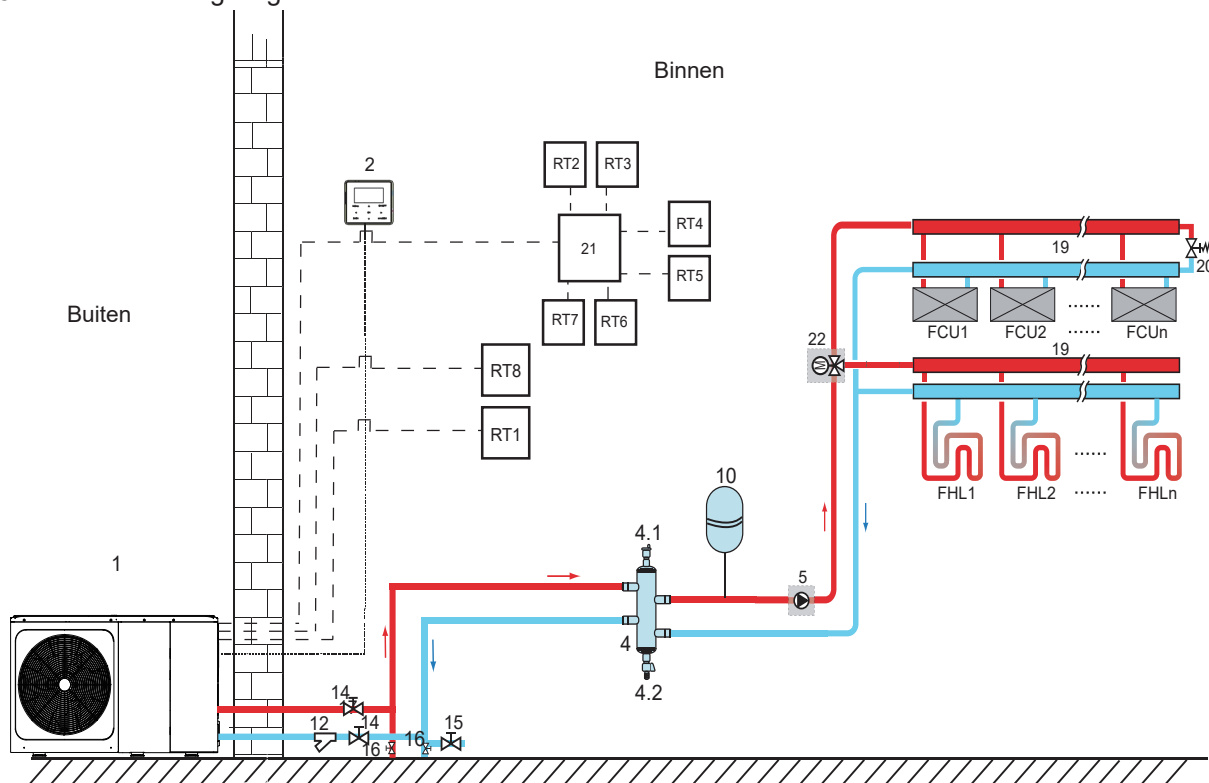 Binnen
Buiten
2
RT2
RT3
RT4
21
RT5
RT7
RT6
RT8
RT1
19
20
FCU1
FCU2
......
......
FCUn
22
19
FHL1
FHL2
......
......
FHLn
10
4.1
5
4
4.2
1
14
12
14
16
16
15